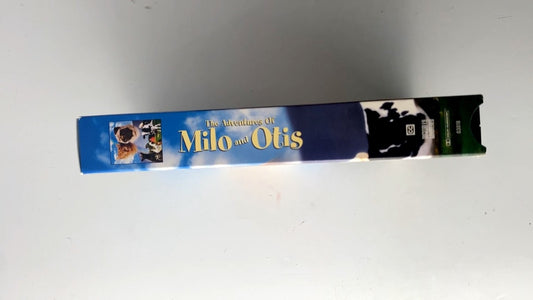 The Adventures Of
Milo and Otis